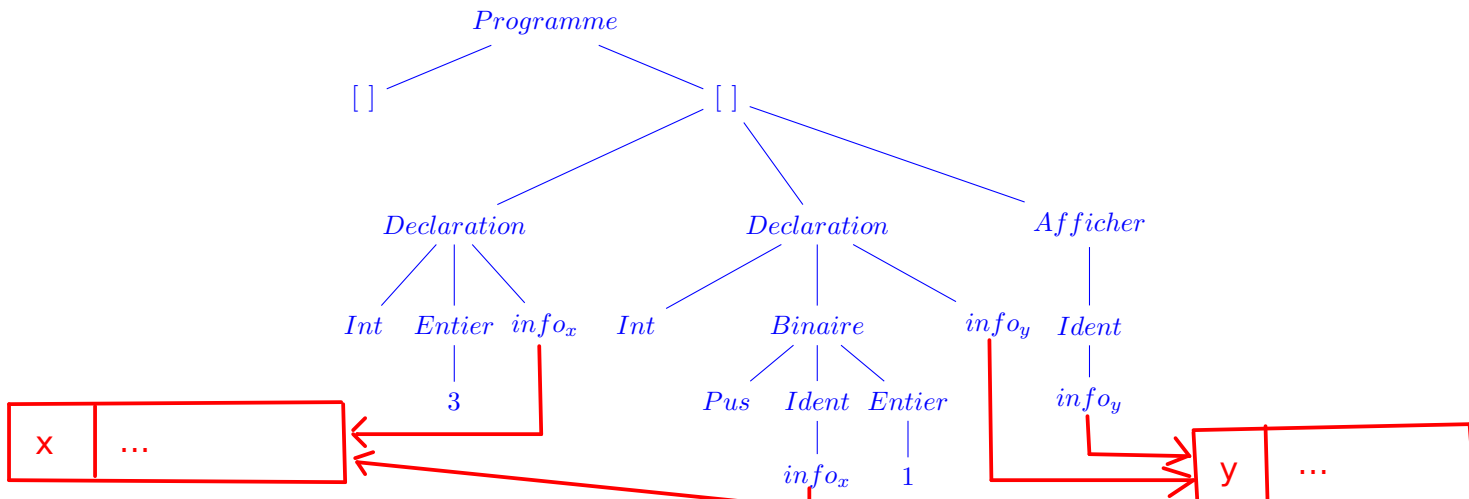 Programme
[ ] [ ]
Declaration Declaration Afficher
Int Entier info_x Int Binaire info_y Ident
3 Pus Ident Entier info_y
x ...
info_x 1 y ...